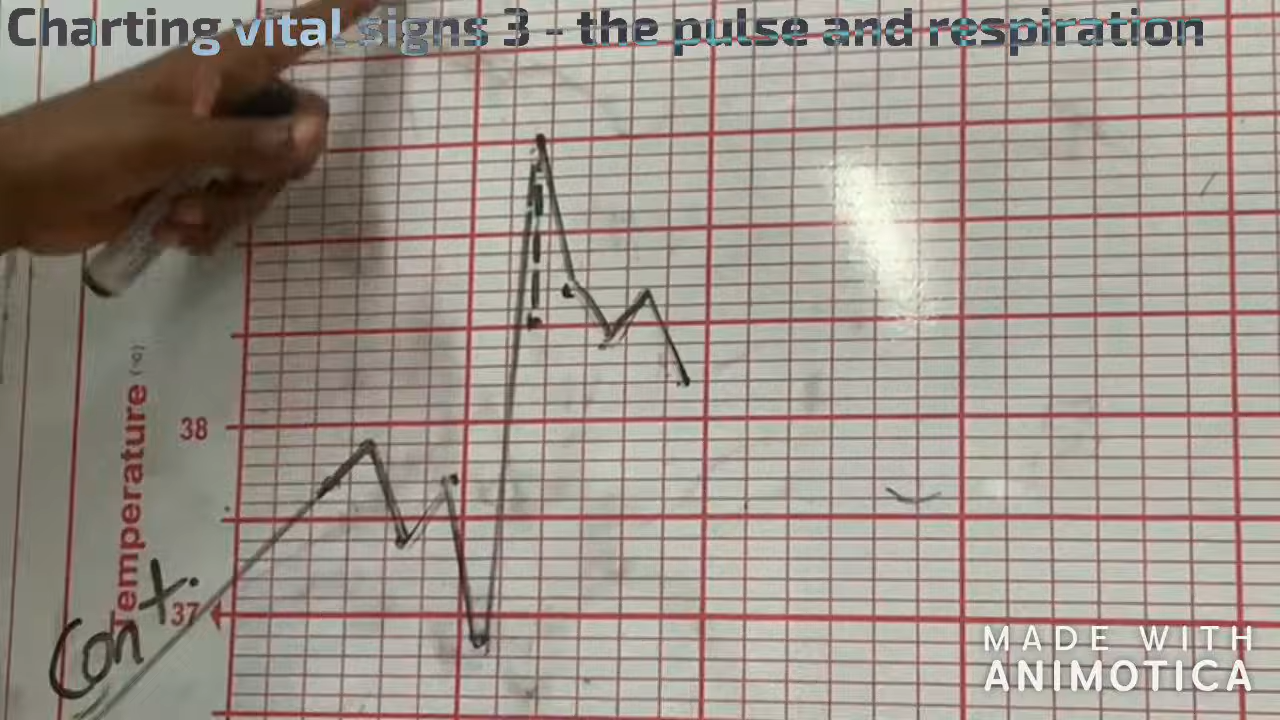 Charting vital signs 3 - the pulse and respiration
Temperature (°C)
38
37
Cont.
MADE WITH
ANIMOTICA